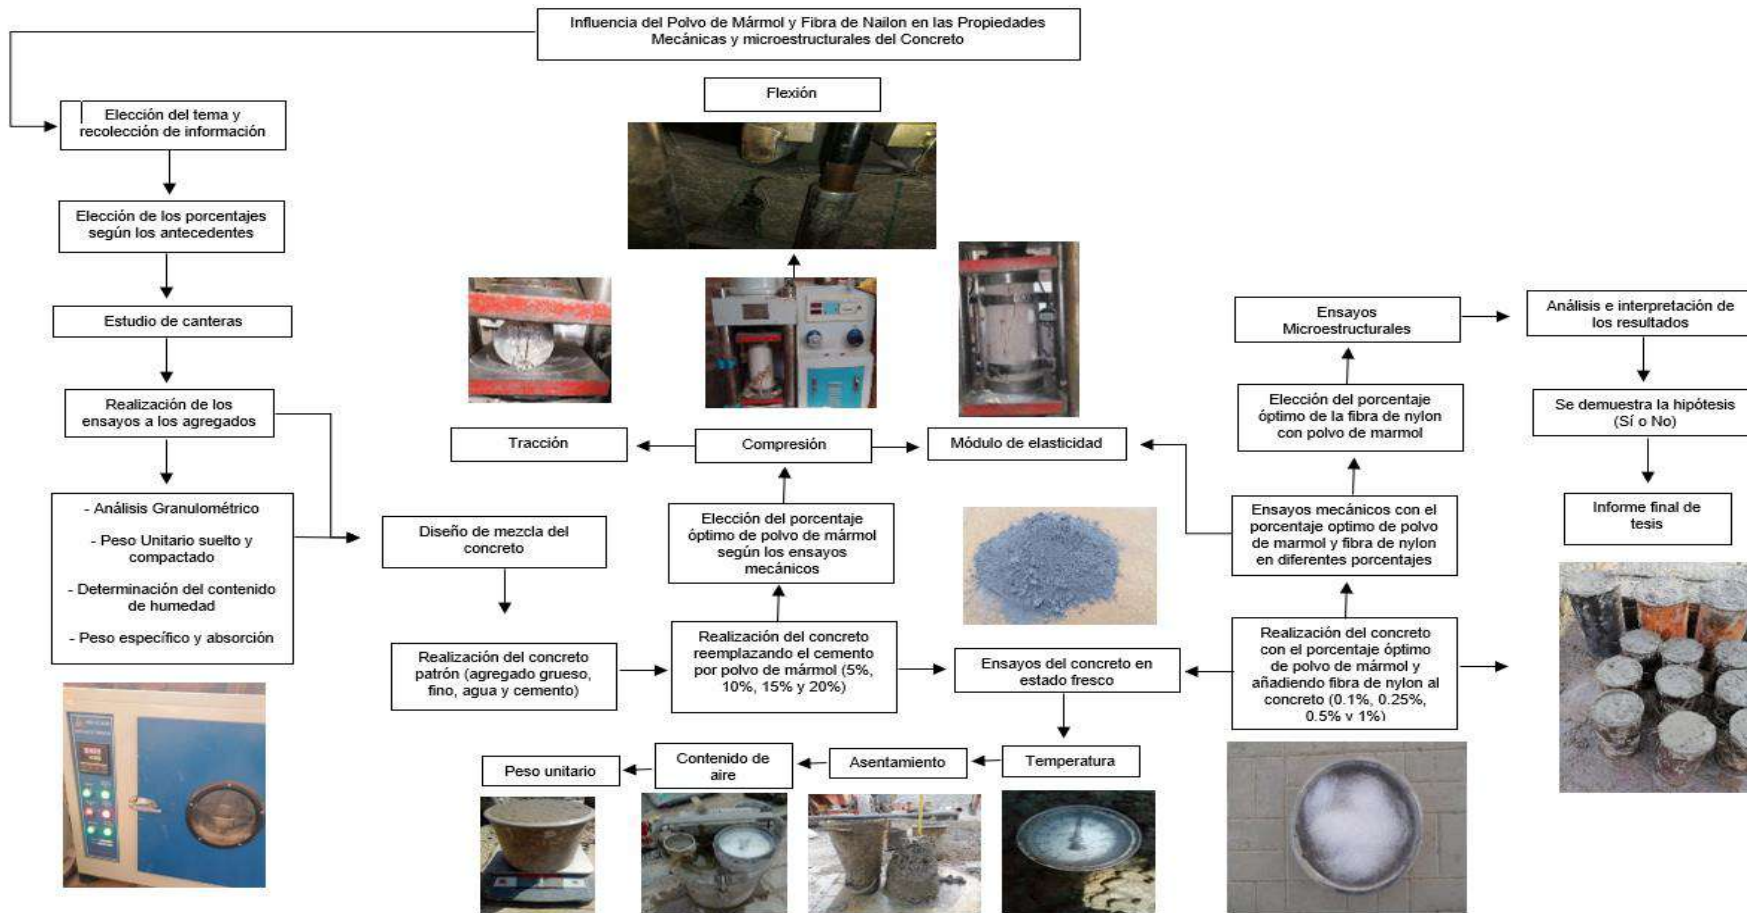 Influencia del Polvo de Mármol y Fibra de Nailon en las Propiedades
Mecánicas y microestructurales del Concreto
Flexión
Elección del tema y
recolección de información
Elección de los porcentajes
según los antecedentes
Estudio de canteras
Realización de los
ensayos a los agregados
- Análisis Granulométrico
- Peso Unitario suelto y
compactado
- Determinación del contenido
de humedad
- Peso específico y absorción
Diseño de mezcla del
concreto
Realización del concreto
patrón (agregado grueso,
fino, agua y cemento)
Tracción
Compresión
Módulo de elasticidad
Elección del porcentaje
óptimo de polvo de mármol
según los ensayos
mecánicos
Realización del concreto
reemplazando el cemento
por polvo de mármol (5%,
10%, 15% y 20%)
Ensayos del concreto en
estado fresco
Peso unitario
Contenido de
aire
Asentamiento
Temperatura
Ensayos
Microestructurales
Elección del porcentaje
óptimo de la fibra de nylon
con polvo de marmol
Ensayos mecánicos con el
porcentaje optimo de polvo
de marmol y fibra de nylon
en diferentes porcentajes
Realización del concreto
con el porcentaje óptimo
de polvo de mármol y
añadiendo fibra de nylon al
concreto (0.1%, 0.25%,
0.5% y 1%)
Análisis e interpretación de
los resultados
Se demuestra la hipótesis
(Sí o No)
Informe final de
tesis